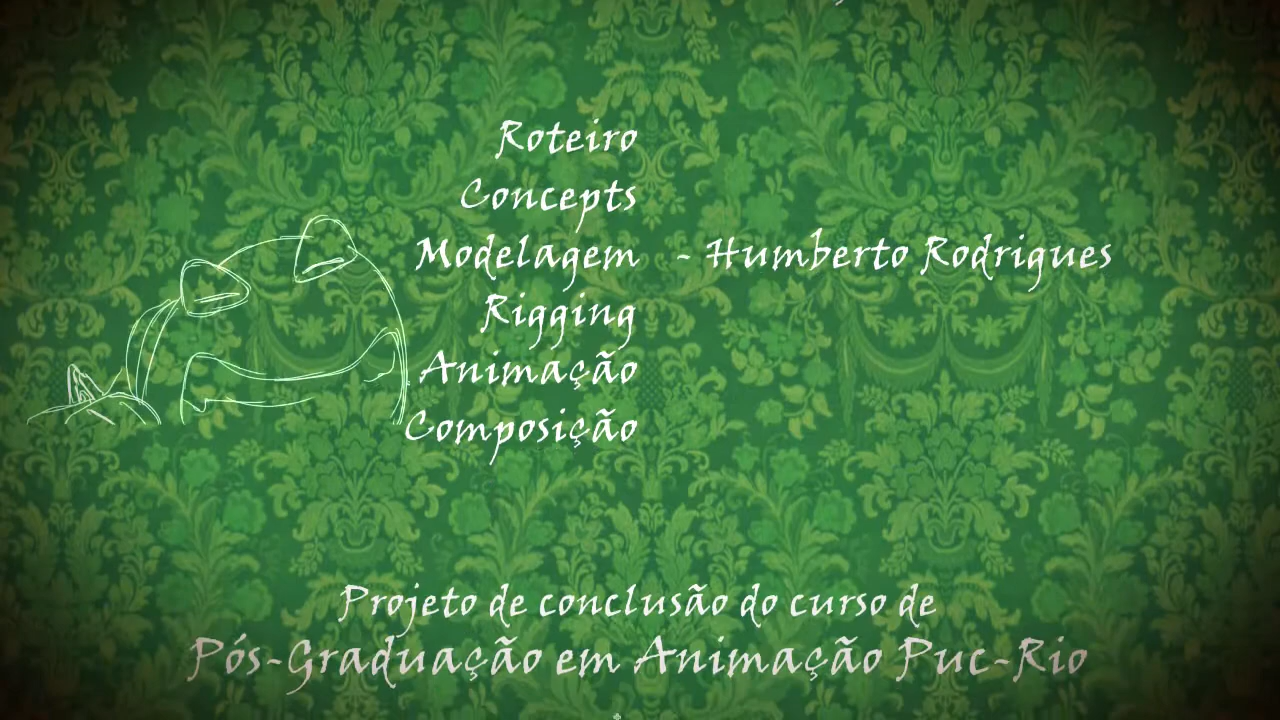 Roteiro
Concepts
Modelagem - Humberto Rodrigues
Rigging
Animação
Composição
Projeto de conclusão do curso de
Pós-Graduação em Animação Puc-Rio